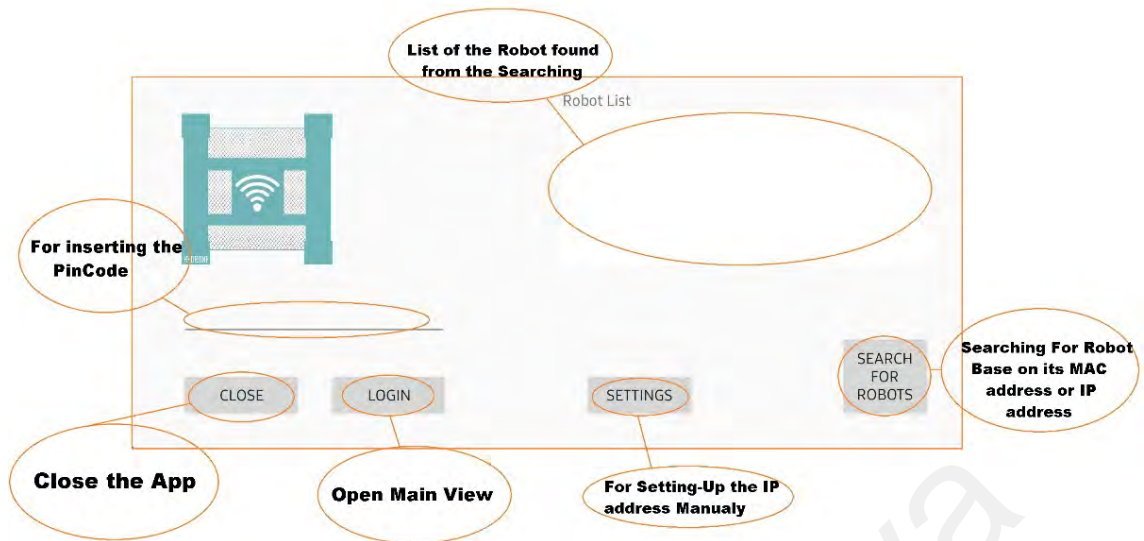 List of the Robot found
from the Searching
Robot List
For inserting the
PinCode
SEARCH
FOR
ROBOTS
Searching For Robot
Base on its MAC
address or IP
address
CLOSE
LOGIN
SETTINGS
Close the App
Open Main View
For Setting-Up the IP
address Manualy